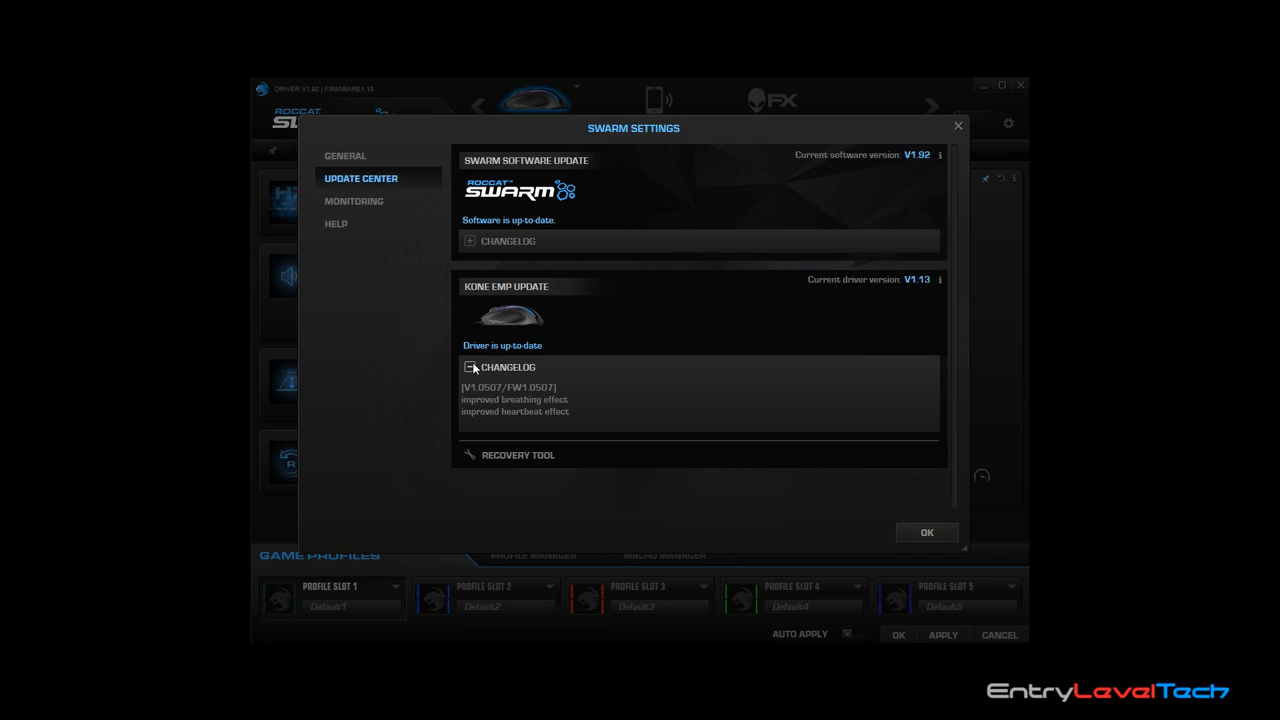 DRIVER V1.92 | FIRMWARE1.13
FX
ROCCAT
SWARM SETTINGS
GENERAL
UPDATE CENTER
MONITORING
HELP
SWARM SOFTWARE UPDATE
Current software version: V1.92
ROCCAT
SWARM
Software is up-to-date.
CHANGELOG
KONE EMP UPDATE
Current driver version: V1.13
Driver is up-to-date
CHANGELOG
[V1.0507/FW1.0507]
improved breathing effect
improved heartbeat effect
RECOVERY TOOL
OK
GAME PROFILES
PROFILE MANAGER
MACRO MANAGER
PROFILE SLOT 1
Default1
PROFILE SLOT 2
Default2
PROFILE SLOT 3
Default3
PROFILE SLOT 4
Default4
PROFILE SLOT 5
Default5
AUTO APPLY
OK
APPLY
CANCEL
EntryLevelTech